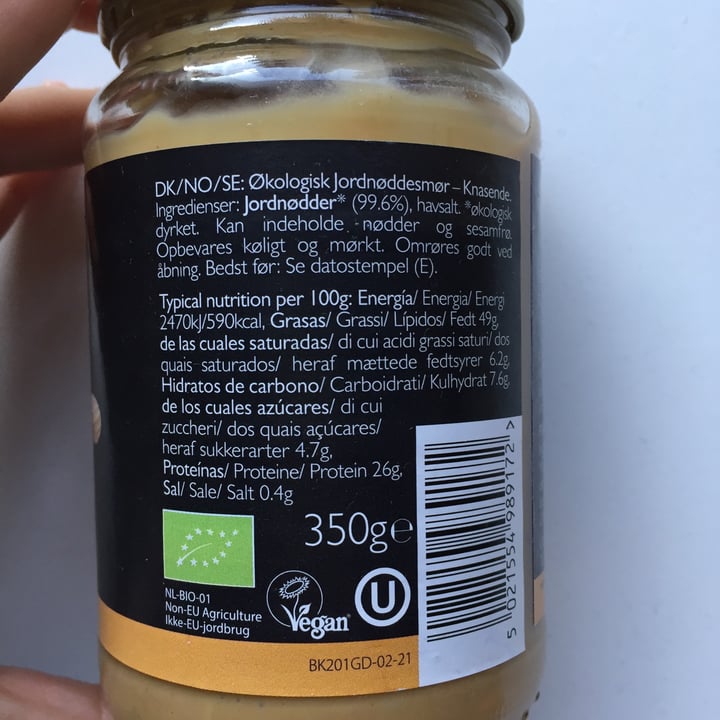 DK/NO/SE: Økologisk Jordnøddesmør – Knasende.
Ingredienser: Jordnødder* (99.6%), havsalt. *økologisk
dyrket. Kan indeholde nødder og sesamfrø.
Opbevares køligt og mørkt. Omrøres godt ved
åbning. Bedst før: Se datostempel (E).
Typical nutrition per 100g: Energía/ Energia/ Energi
2470kJ/590kcal, Grasas/ Grassi/ Lípidos/ Fedt 49g,
de las cuales saturadas/ di cui acidi grassi saturi/ dos
quais saturados/ heraf mættede fedtsyrer 6.2g,
Hidratos de carbono/ Carboidrati/ Kulhydrat 7.6g,
de los cuales azúcares/ di cui
zuccheri/ dos quais açúcares/
heraf sukkerarter 4.7g,
Proteínas/ Proteine/ Protein 26g,
Sal/ Sale/ Salt 0.4g
350g℮
NL-BIO-01
Non-EU Agriculture
Ikke-EU-jordbrug
Vegan
U
BK201GD-02-21
5 021554 989172 >